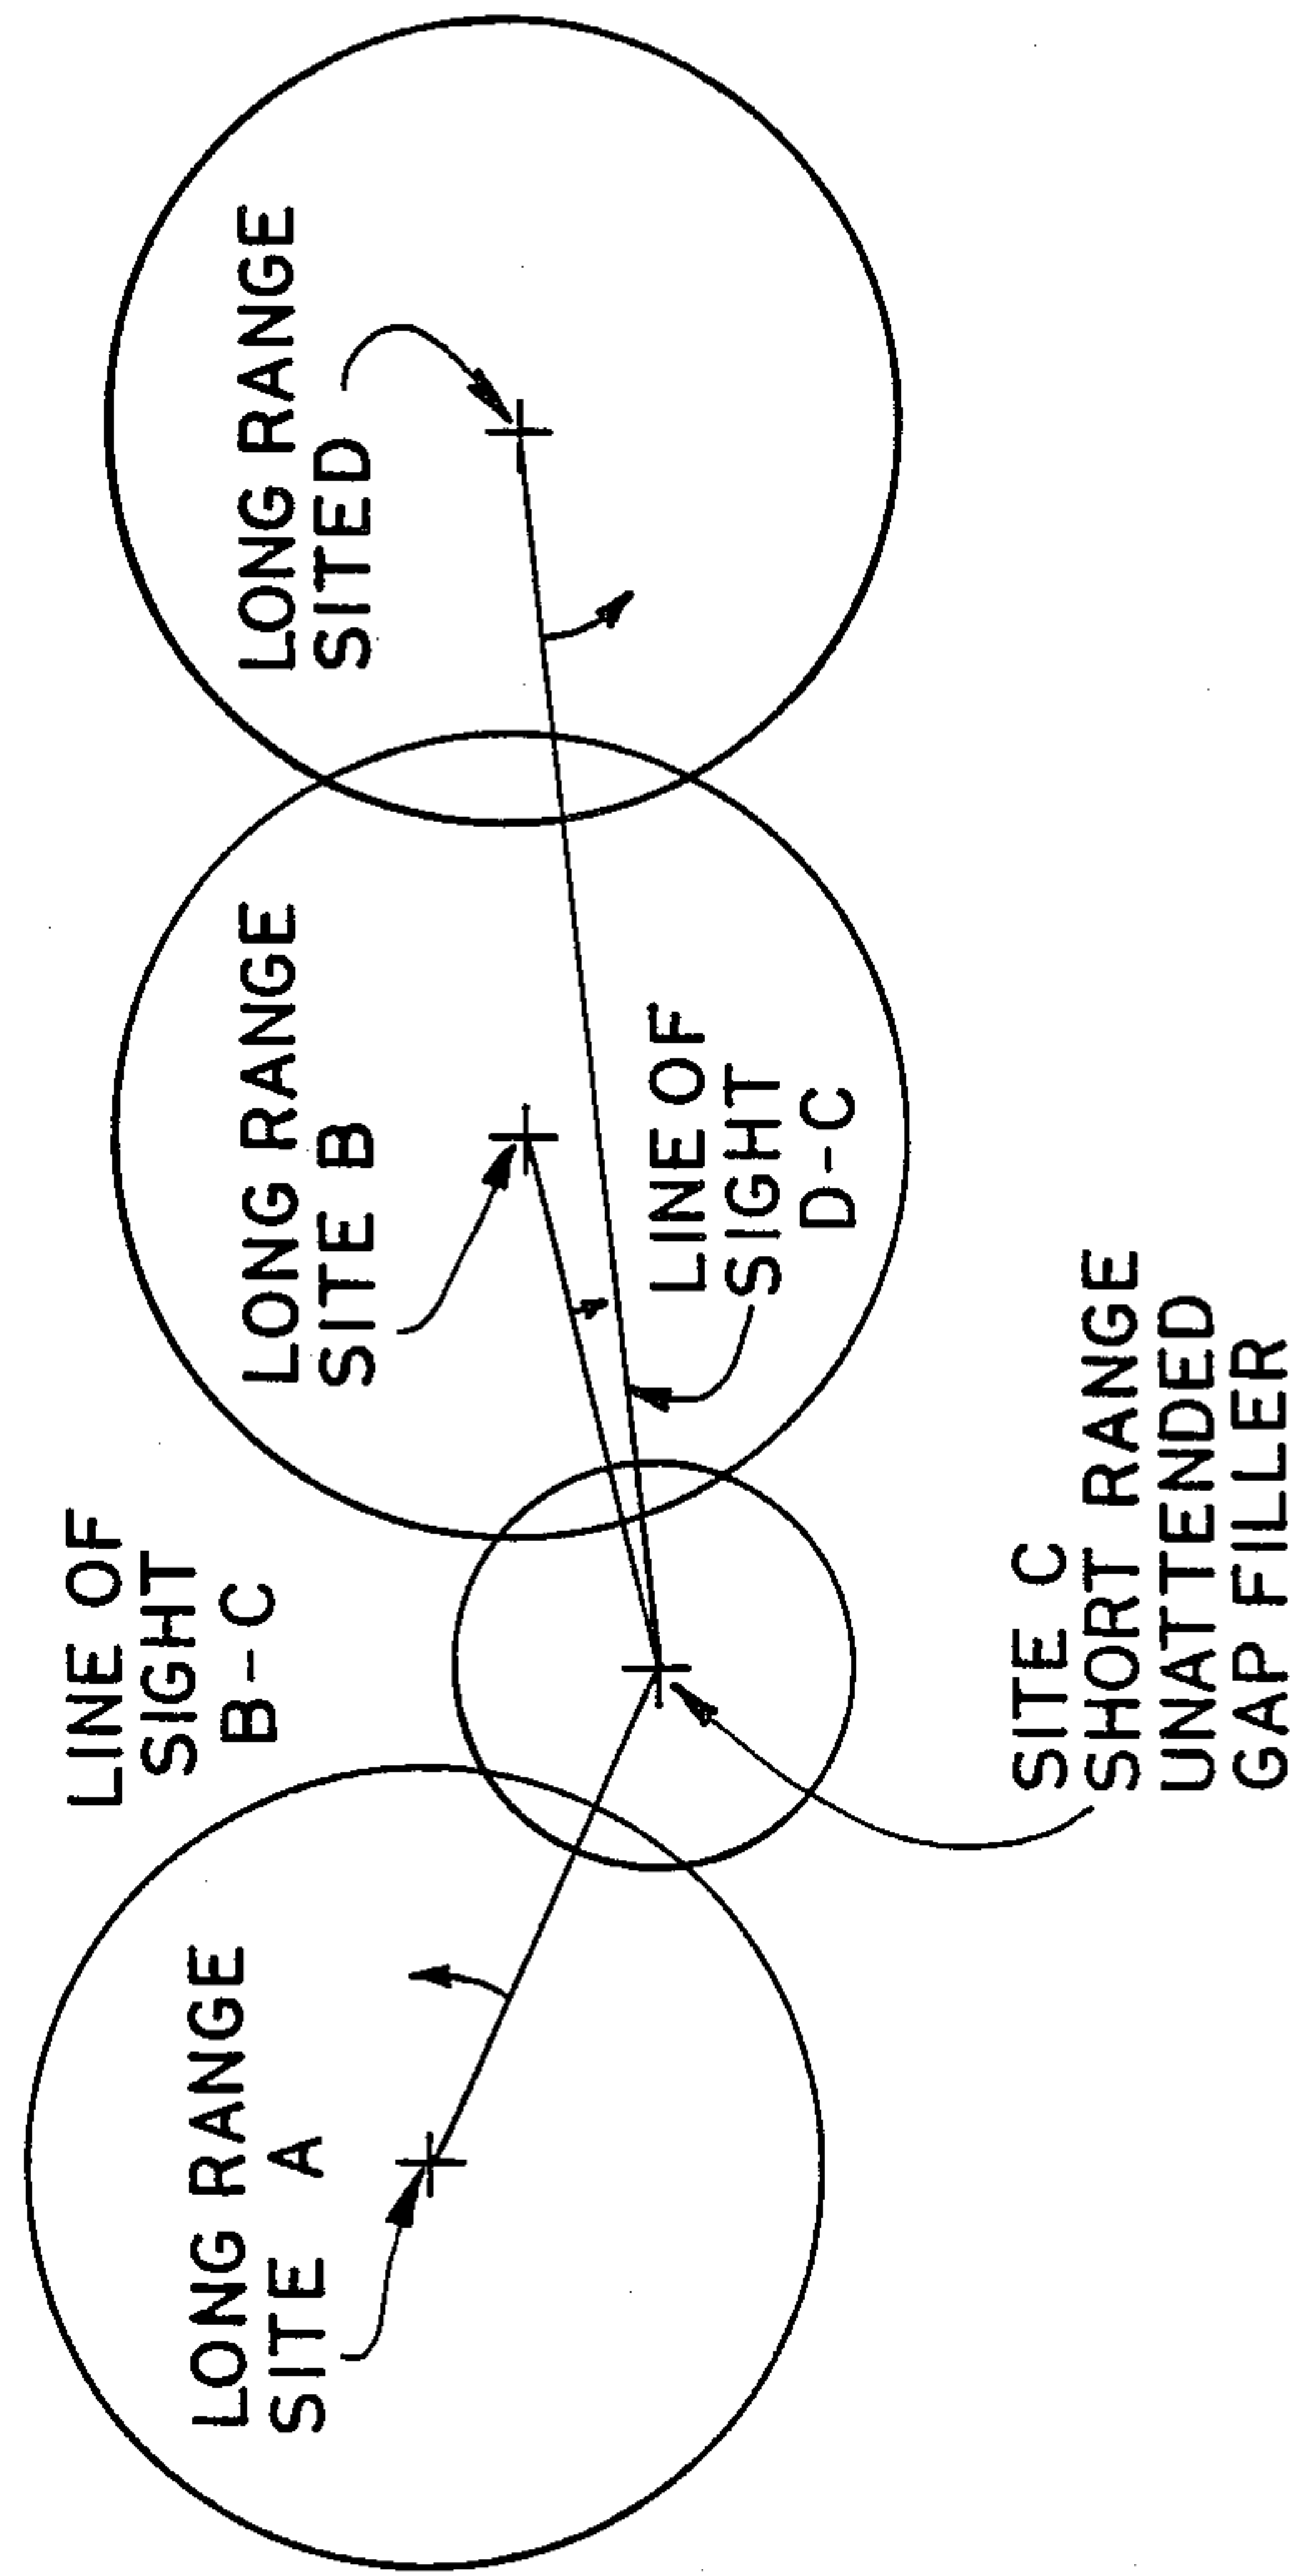 LONG RANGE
SITE A
LINE OF
SIGHT
B-C
LONG RANGE
SITE B
LONG RANGE
SITED
LINE OF
SIGHT
D-C
SITE C
SHORT RANGE
UNATTENDED
GAP FILLER